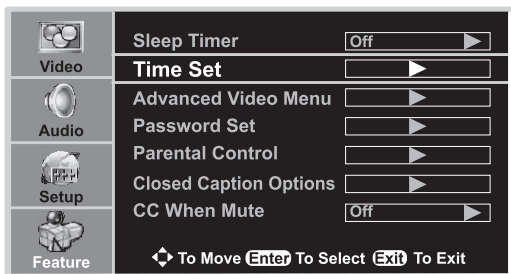 Video
Audio
Setup
Feature
Sleep Timer Off
Time Set
Advanced Video Menu
Password Set
Parental Control
Closed Caption Options
CC When Mute Off
To Move Enter To Select Exit To Exit